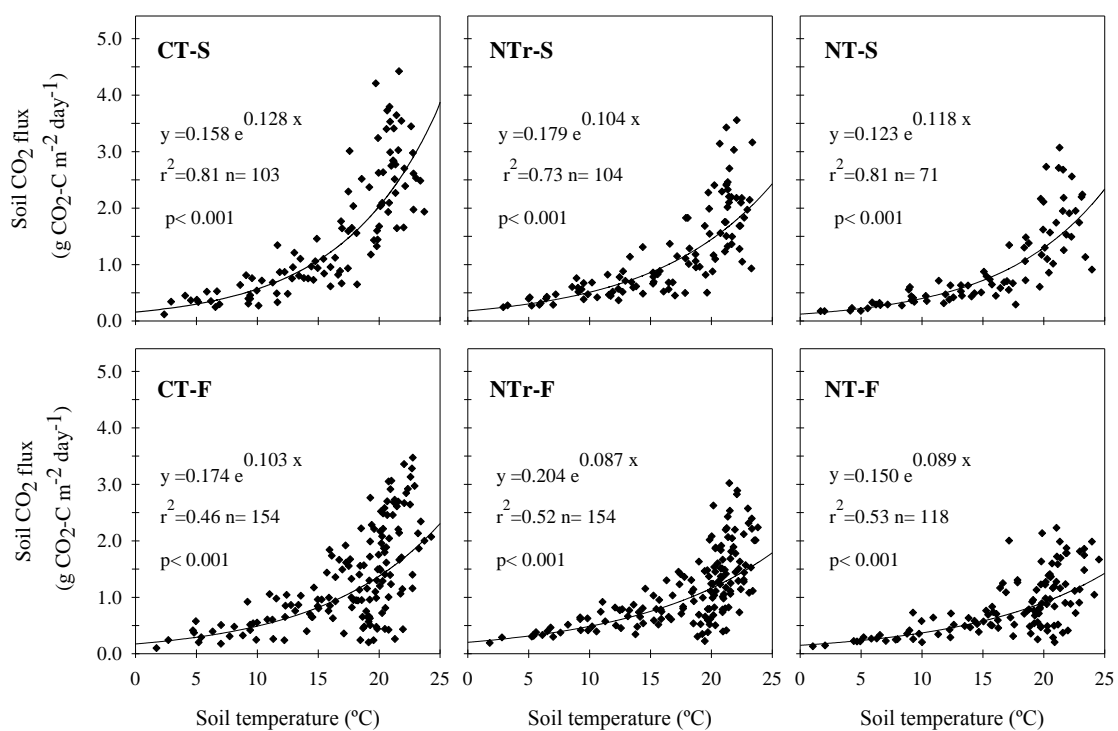 CT-S
NTr-S
NT-S
Soil CO2 flux
(g CO2-C m-2 day-1)
5.0
4.0
3.0
2.0
1.0
0.0
y =0.158 e 0.128 x
r2=0.81 n= 103
p< 0.001
y =0.179 e 0.104 x
r2=0.73 n= 104
p< 0.001
y =0.123 e 0.118 x
r2=0.81 n= 71
p< 0.001
CT-F
NTr-F
NT-F
Soil CO2 flux
(g CO2-C m-2 day-1)
5.0
4.0
3.0
2.0
1.0
0.0
y =0.174 e 0.103 x
r2=0.46 n= 154
p< 0.001
y =0.204 e 0.087 x
r2=0.52 n= 154
p< 0.001
y =0.150 e 0.089 x
r2=0.53 n= 118
p< 0.001
0 5 10 15 20 25 0 5 10 15 20 25 0 5 10 15 20 25
Soil temperature (ºC) Soil temperature (ºC) Soil temperature (ºC)